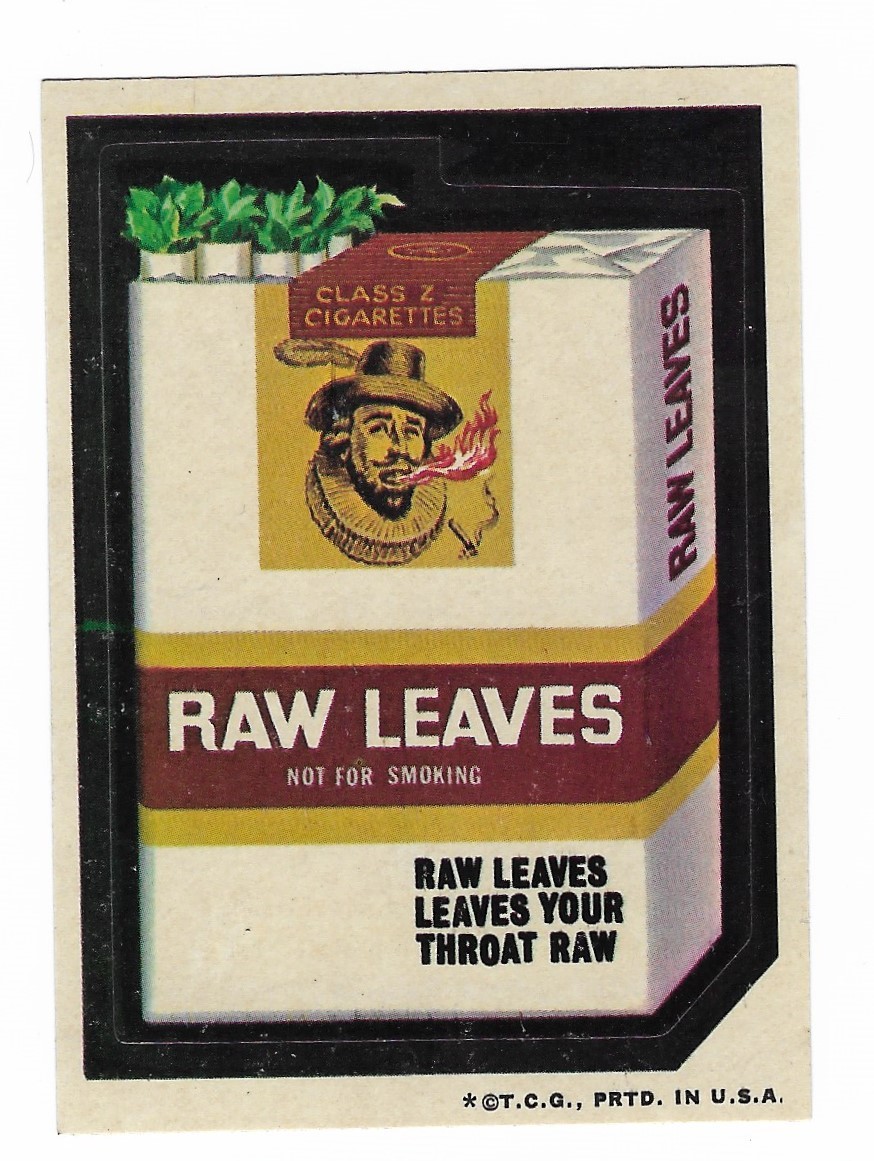 CLASS Z
CIGARETTES
RAW LEAVES
RAW LEAVES
NOT FOR SMOKING
RAW LEAVES
LEAVES YOUR
THROAT RAW
*©T.C.G., PRTD. IN U.S.A.